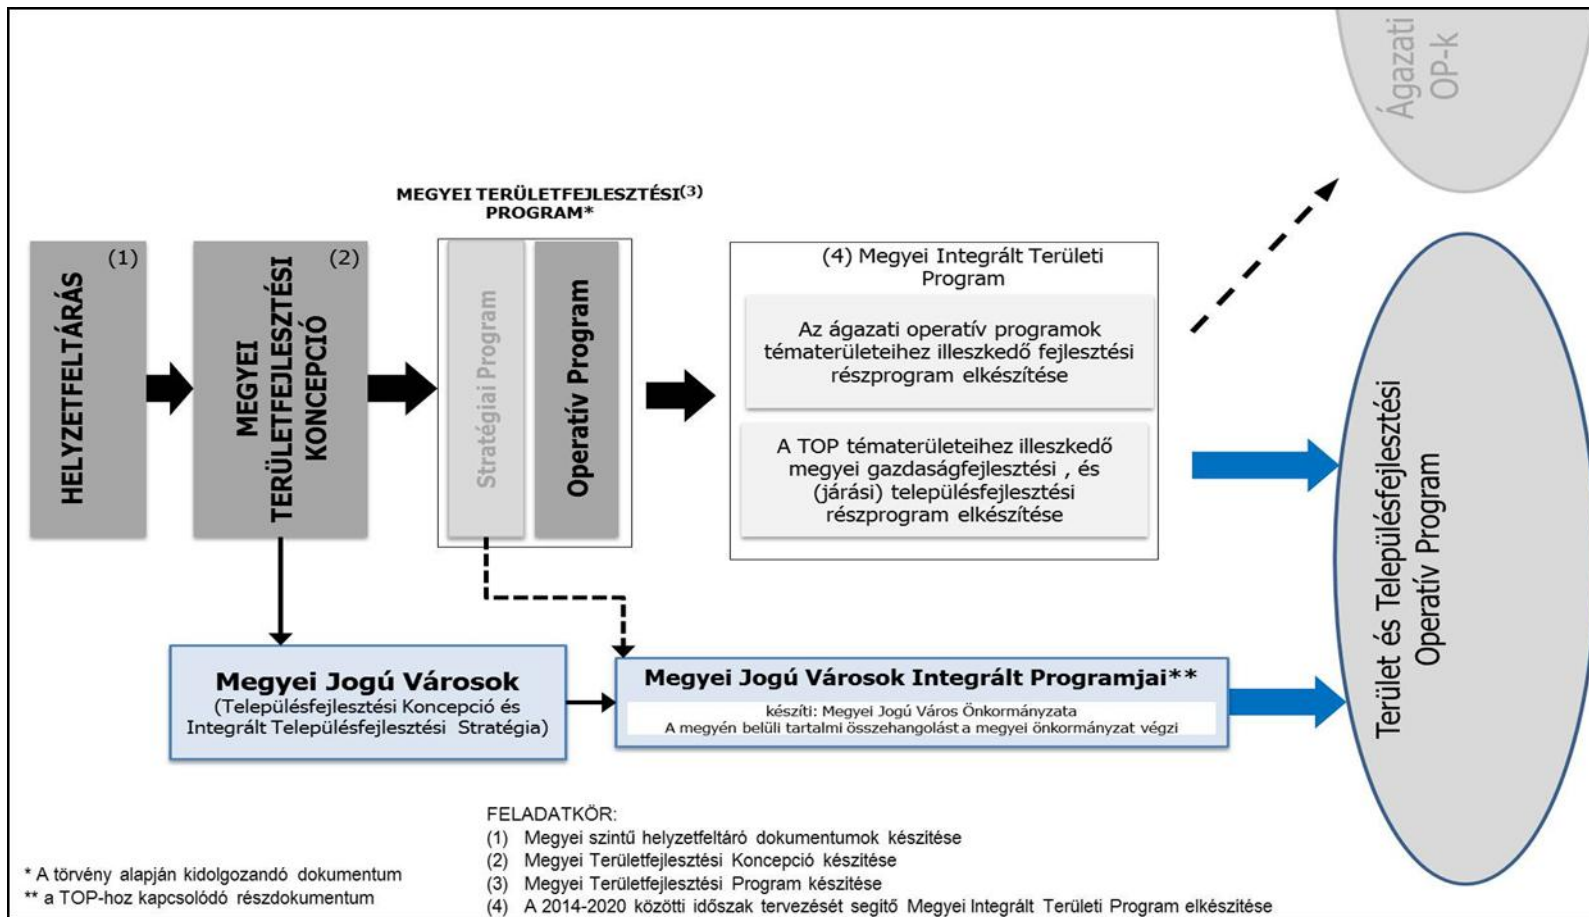 Ágazati
OP-k
MEGYEI TERÜLETFEJLESZTÉSI(3)
PROGRAM*
(1)
HELYZETFELTÁRÁS
(2)
MEGYEI
TERÜLETFEJLESZTÉSI
KONCEPCIÓ
Stratégiai Program
Operatív Program
(4) Megyei Integrált Területi
Program
Az ágazati operatív programok
tématerületeihez illeszkedő fejlesztési
részprogram elkészítése
A TOP tématerületeihez illeszkedő
megyei gazdaságfejlesztési , és
(járási) településfejlesztési
részprogram elkészítése
Terület és Településfejlesztési
Operatív Program
Megyei Jogú Városok
(Településfejlesztési Koncepció és
Integrált Településfejlesztési Stratégia)
Megyei Jogú Városok Integrált Programjai**
készíti: Megyei Jogú Város Önkormányzata
A megyén belüli tartalmi összehangolást a megyei önkormányzat végzi
FELADATKÖR:
(1) Megyei szintű helyzetfeltáró dokumentumok készítése
(2) Megyei Területfejlesztési Koncepció készítése
(3) Megyei Területfejlesztési Program készítése
(4) A 2014-2020 közötti időszak tervezését segítő Megyei Integrált Területi Program elkészítése
* A törvény alapján kidolgozandó dokumentum
** a TOP-hoz kapcsolódó részdokumentum